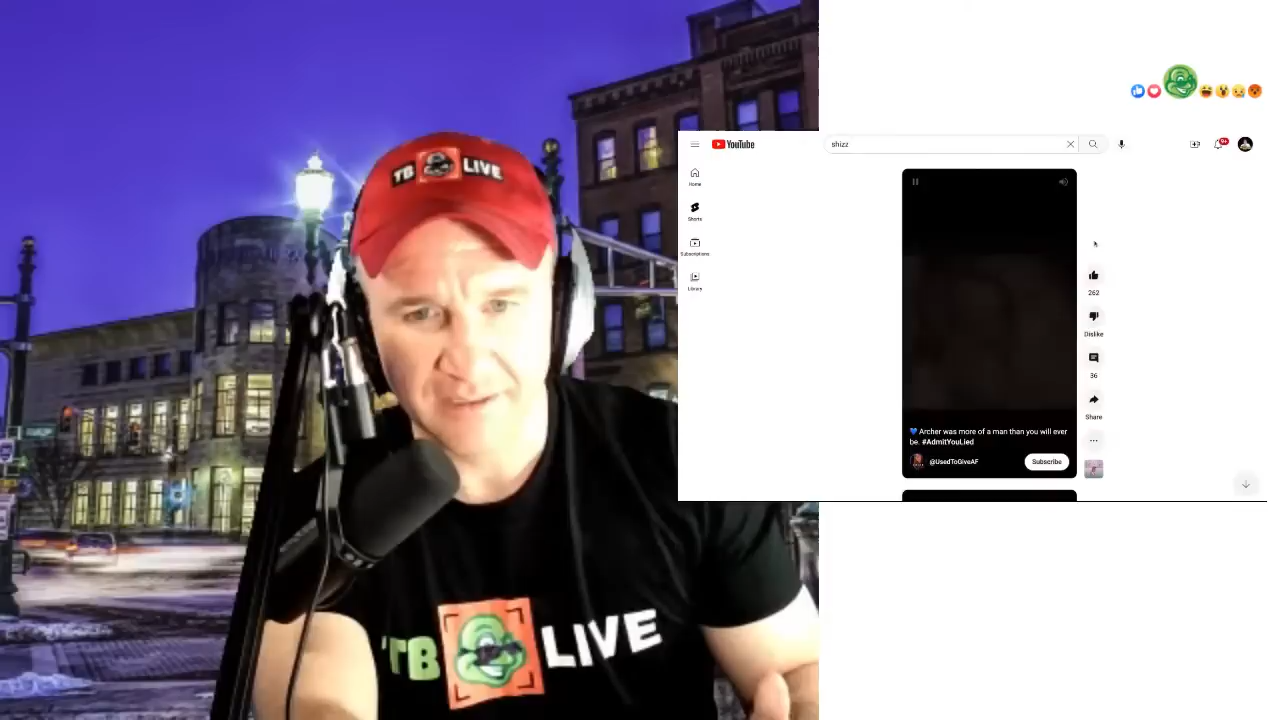 TB LIVE
TB LIVE
YouTube
shizz
9+
Home
Shorts
Subscriptions
Library
262
Dislike
36
Share
💙 Archer was more of a man than you will ever
be. #AdmitYouLied
@UsedToGiveAF
Subscribe